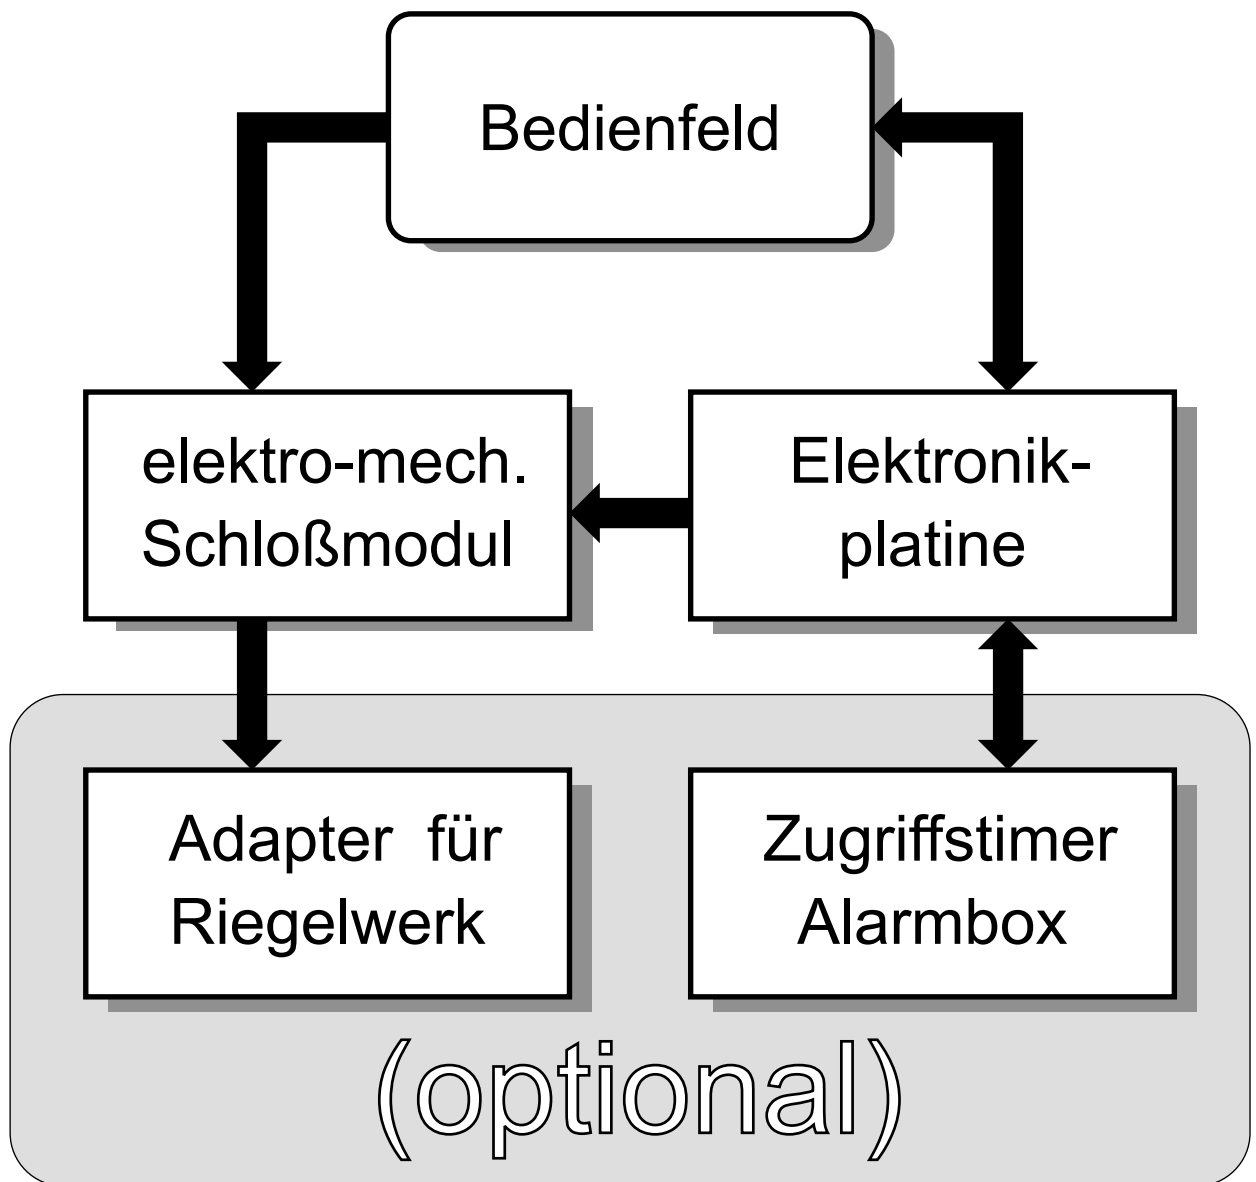 Bedienfeld
elektro-mech.
Schloßmodul
Elektronik-
platine
Adapter für
Riegelwerk
Zugriffstimer
Alarmbox
(optional)